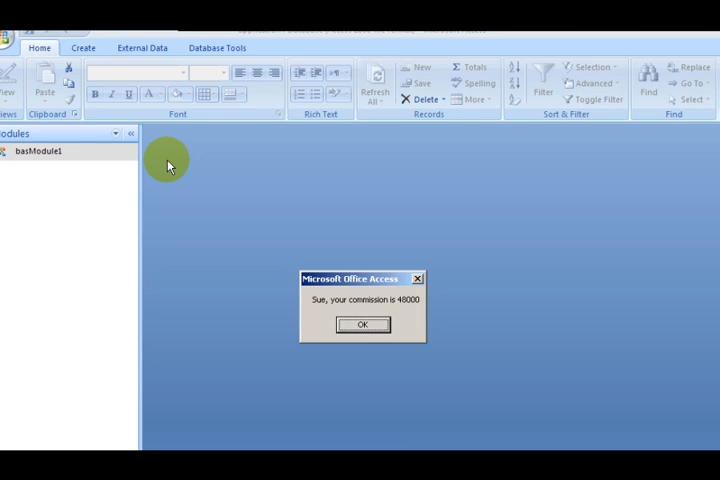 Home Create External Data Database Tools
New Totals Selection Replace
View Paste Refresh All Save Spelling Filter Advanced Find Go To
B I U A Delete More Toggle Filter Select
Clipboard Font Rich Text Records Sort & Filter Find
basModule1
Microsoft Office Access
Sue, your commission is 48000
OK